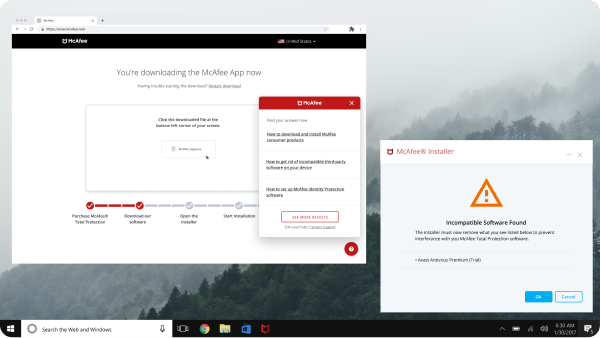 McAfee
https://www.mcafee.com
McAfee
United States
You're downloading the McAfee App now
Having trouble starting the download? Restart download
Click the downloaded file at the
bottom left corner of your screen.
McAfee_App.exe
Purchase McAfee®
Total Protection
Download our
software
Open the
Installer
Start Installation
McAfee
Find your answer now
How to download and install McAfee
consumer products
How to get rid of incompatible third-party
software on your device
How to set up McAfee Identity Protection
software
SEE MORE RESULTS
Still need help? Contact support
McAfee® Installer
Incompatible Software Found
The installer must now remove what you see listed below to prevent
interference with you McAfee Total Protection software.
• Avast Antivirus Premium (Trial)
Ok
Cancel
Search the Web and Windows
6:30 AM
1/30/2017